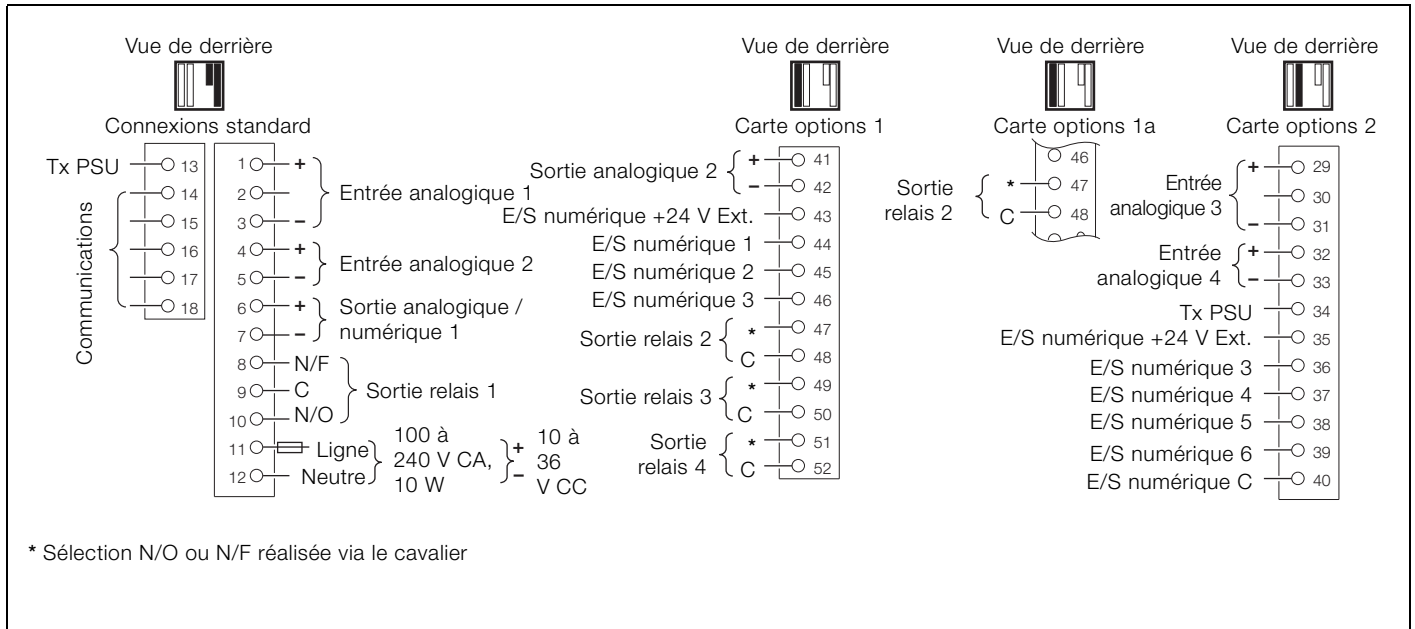 Vue de derrière
Connexions standard
Tx PSU
13
14
15
16
17
18
Communications
1 +
2
3 –
Entrée analogique 1
4 +
5 –
Entrée analogique 2
6 +
7 –
Sortie analogique /
numérique 1
8 N/F
9 C
10 N/O
Sortie relais 1
11 Ligne
12 Neutre
100 à
240 V CA,
10 W
+
–
10 à
36
V CC
Vue de derrière
Carte options 1
Sortie analogique 2
+ 41
– 42
E/S numérique +24 V Ext. 43
E/S numérique 1 44
E/S numérique 2 45
E/S numérique 3 46
Sortie relais 2
* 47
C 48
Sortie relais 3
* 49
C 50
Sortie
relais 4
* 51
C 52
Vue de derrière
Carte options 1a
46
Sortie
relais 2
* 47
C 48
Vue de derrière
Carte options 2
Entrée
analogique 3
+ 29
30
– 31
Entrée
analogique 4
+ 32
– 33
Tx PSU 34
E/S numérique +24 V Ext. 35
E/S numérique 3 36
E/S numérique 4 37
E/S numérique 5 38
E/S numérique 6 39
E/S numérique C 40
* Sélection N/O ou N/F réalisée via le cavalier